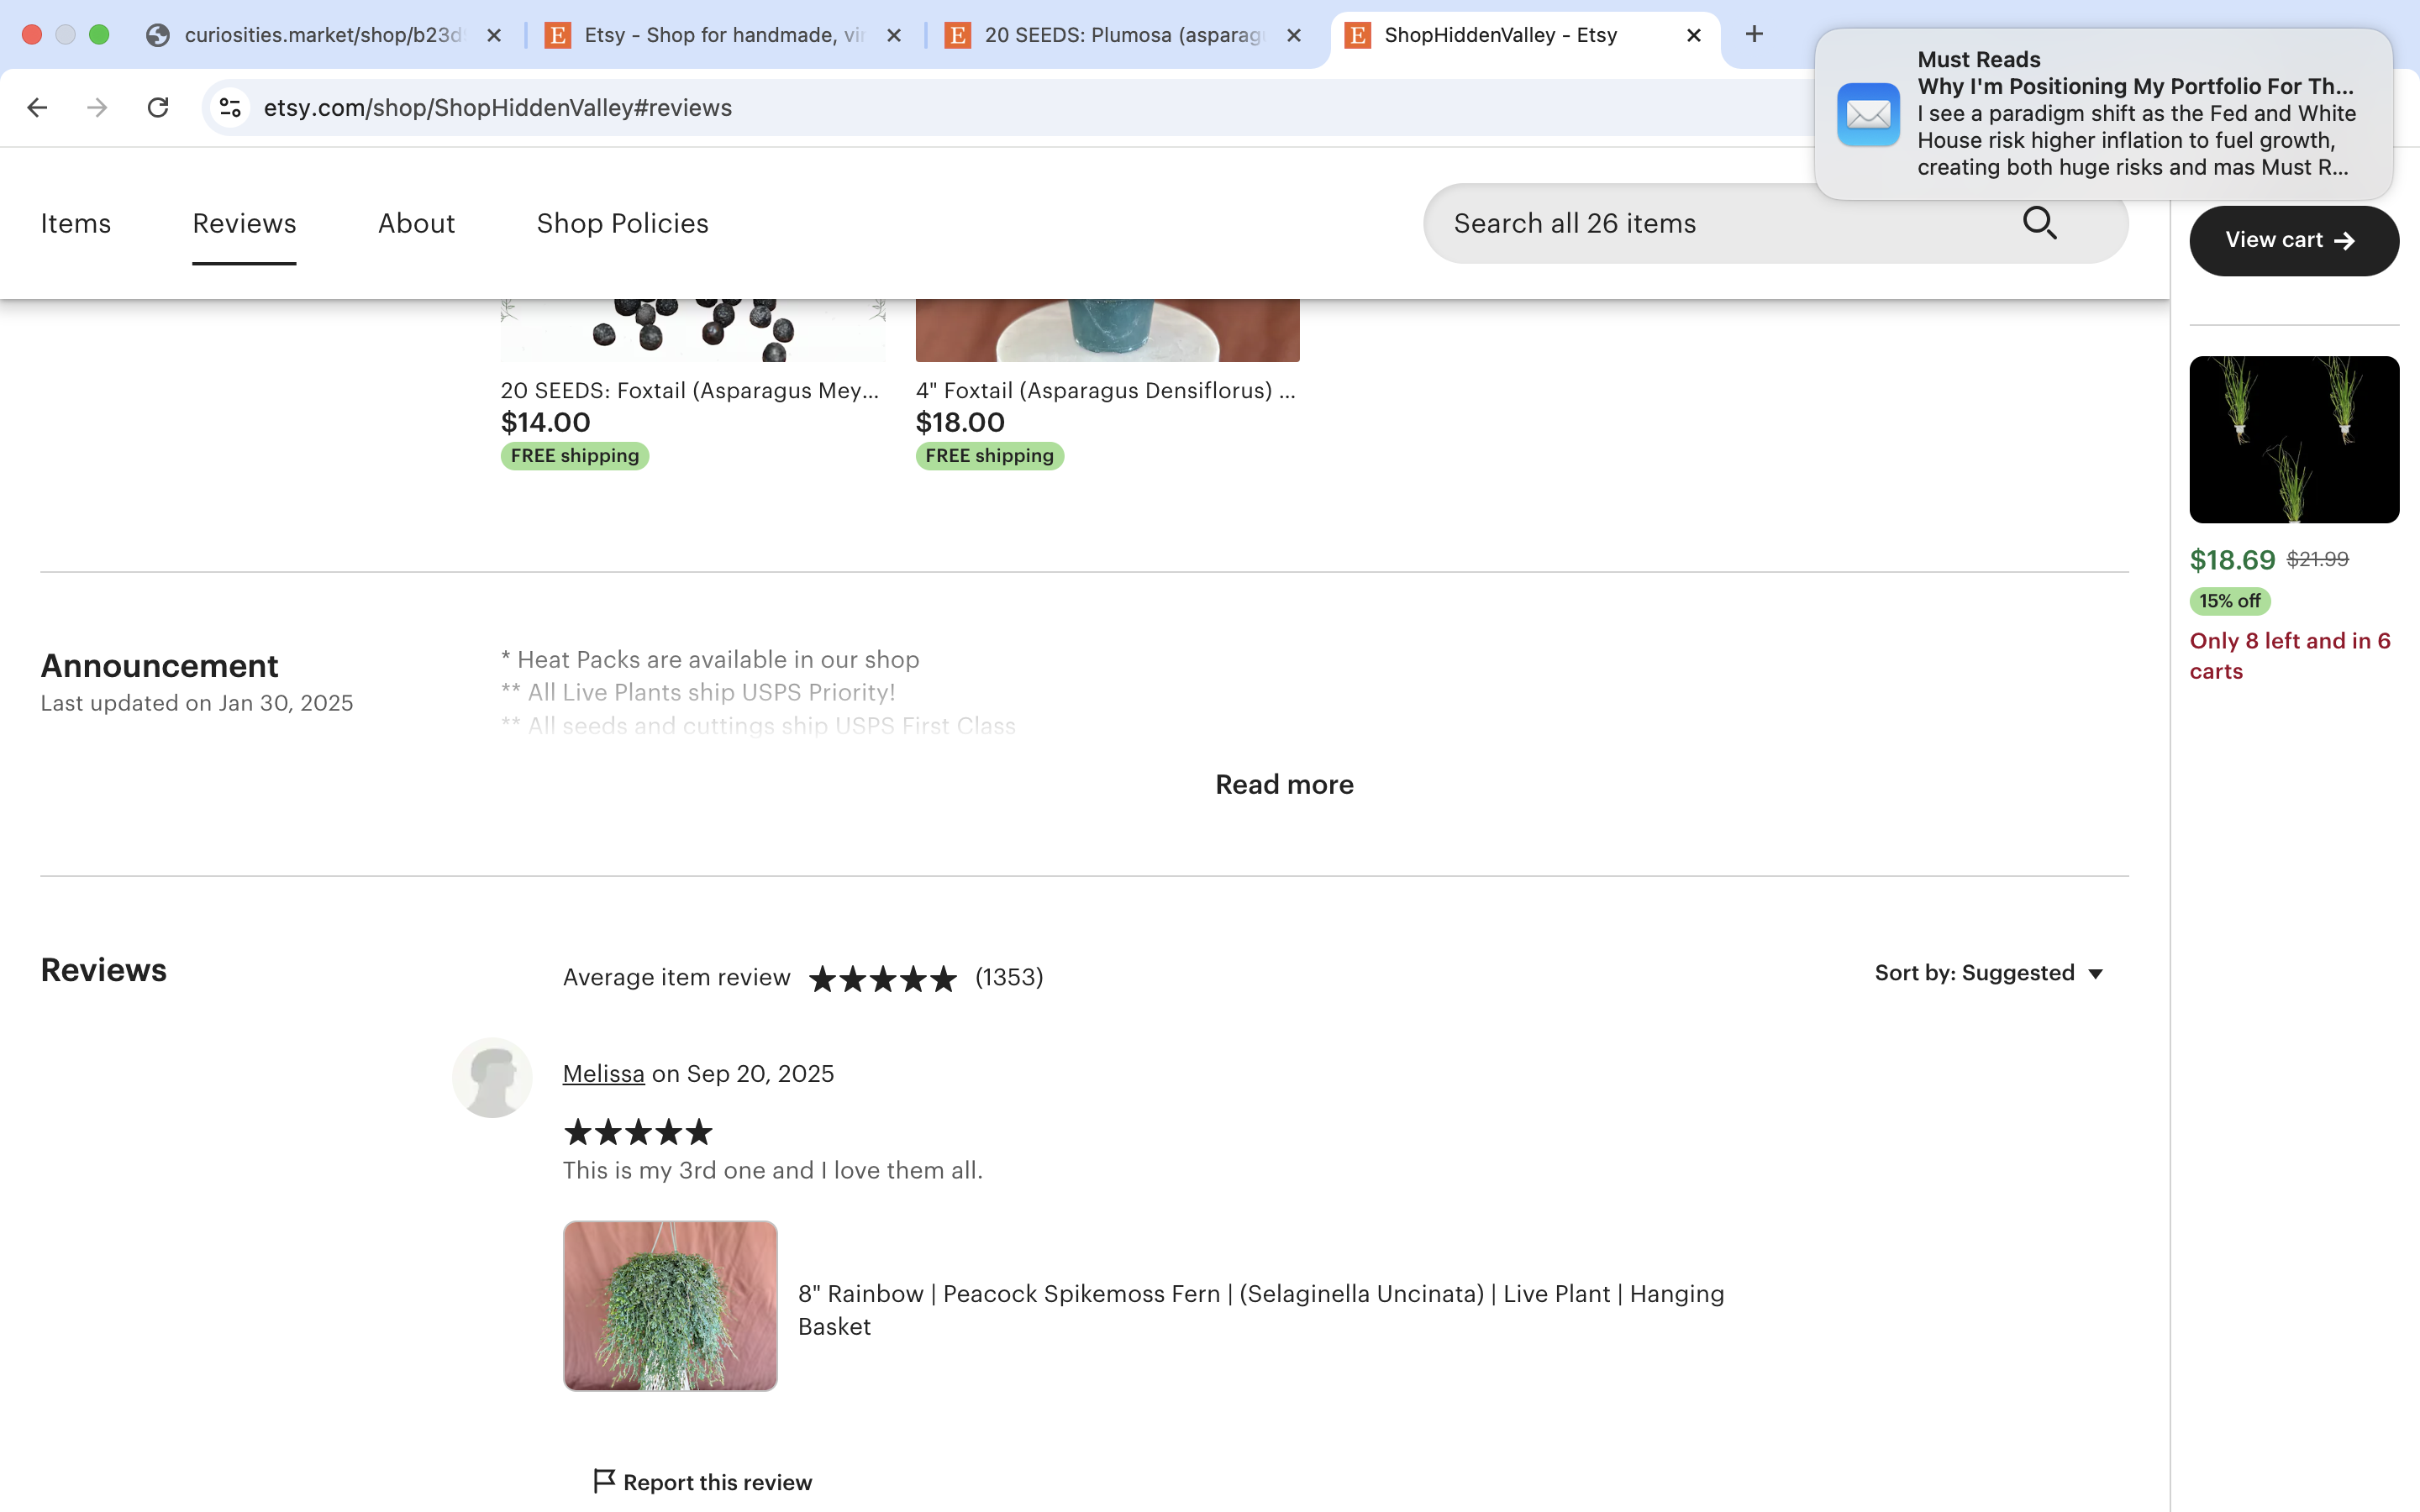 curiosities.market/shop/b23d
Etsy - Shop for handmade, vi
20 SEEDS: Plumosa (asparag
ShopHiddenValley - Etsy
etsy.com/shop/ShopHiddenValley#reviews
Must Reads
Why I'm Positioning My Portfolio For Th...
I see a paradigm shift as the Fed and White
House risk higher inflation to fuel growth,
creating both huge risks and mas Must R...
Items
Reviews
About
Shop Policies
Search all 26 items
View cart →
20 SEEDS: Foxtail (Asparagus Mey...
$14.00
FREE shipping
4" Foxtail (Asparagus Densiflorus) ...
$18.00
FREE shipping
$18.69 $21.99
15% off
Only 8 left and in 6
carts
Announcement
Last updated on Jan 30, 2025
* Heat Packs are available in our shop
** All Live Plants ship USPS Priority!
** All seeds and cuttings ship USPS First Class
Read more
Reviews
Average item review ★★★★★ (1353)
Sort by: Suggested
Melissa on Sep 20, 2025
★★★★★
This is my 3rd one and I love them all.
8" Rainbow | Peacock Spikemoss Fern | (Selaginella Uncinata) | Live Plant | Hanging
Basket
Report this review